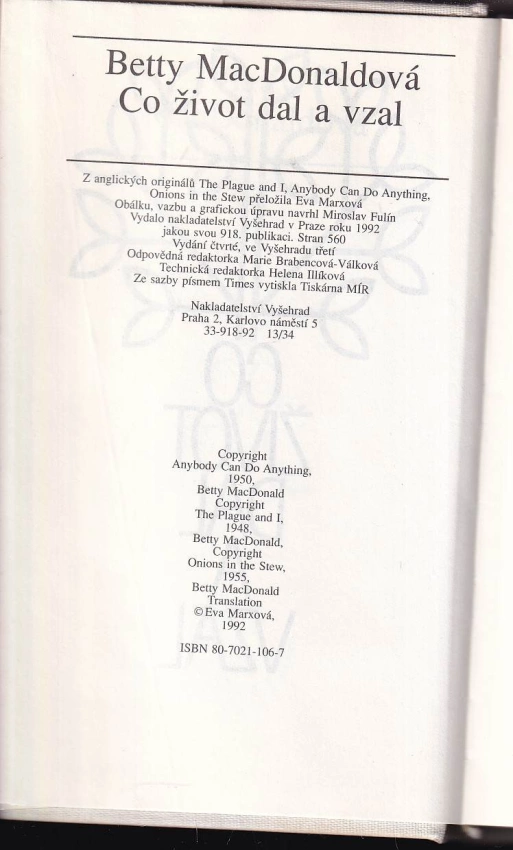 Betty MacDonaldová
Co život dal a vzal
Z anglických originálů The Plague and I, Anybody Can Do Anything,
Onions in the Stew přeložila Eva Marxová
Obálku, vazbu a grafickou úpravu navrhl Miroslav Fulín
Vydalo nakladatelství Vyšehrad v Praze roku 1992
jakou svou 918. publikaci. Stran 560
Vydání čtvrté, ve Vyšehradu třetí
Odpovědná redaktorka Marie Brabencová-Válková
Technická redaktorka Helena Illíková
Ze sazby písmem Times vytiskla Tiskárna MÍR
Nakladatelství Vyšehrad
Praha 2, Karlovo náměstí 5
33-918-92 13/34
Copyright
Anybody Can Do Anything,
1950,
Betty MacDonald
Copyright
The Plague and I,
1948,
Betty MacDonald,
Copyright
Onions in the Stew,
1955,
Betty MacDonald
Translation
© Eva Marxová,
1992
ISBN 80-7021-106-7
CO
ŽIVOT
DAL
A
VZAL